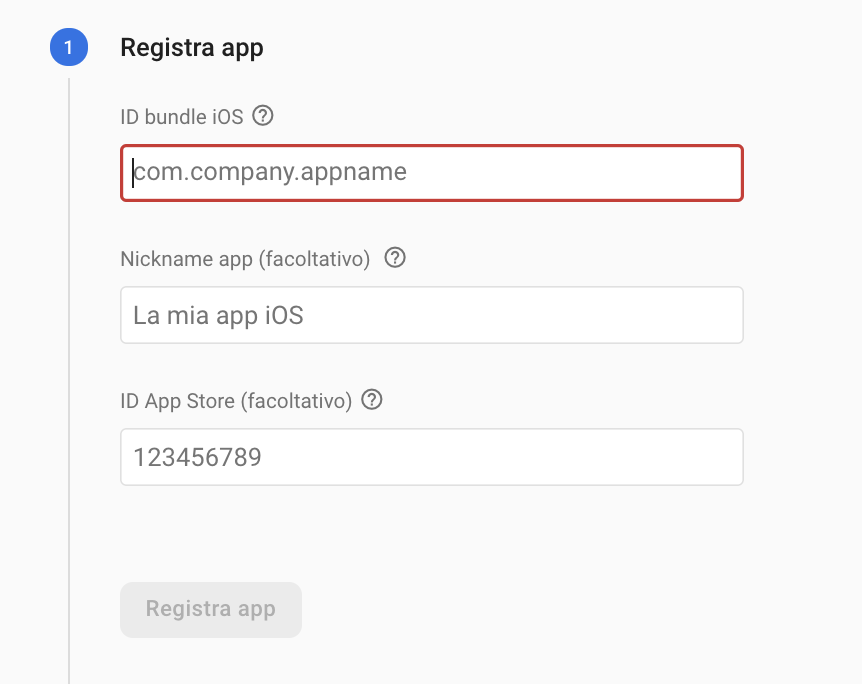 1
Registra app
ID bundle iOS ?
com.company.appname
Nickname app (facoltativo) ?
La mia app iOS
ID App Store (facoltativo) ?
123456789
Registra app